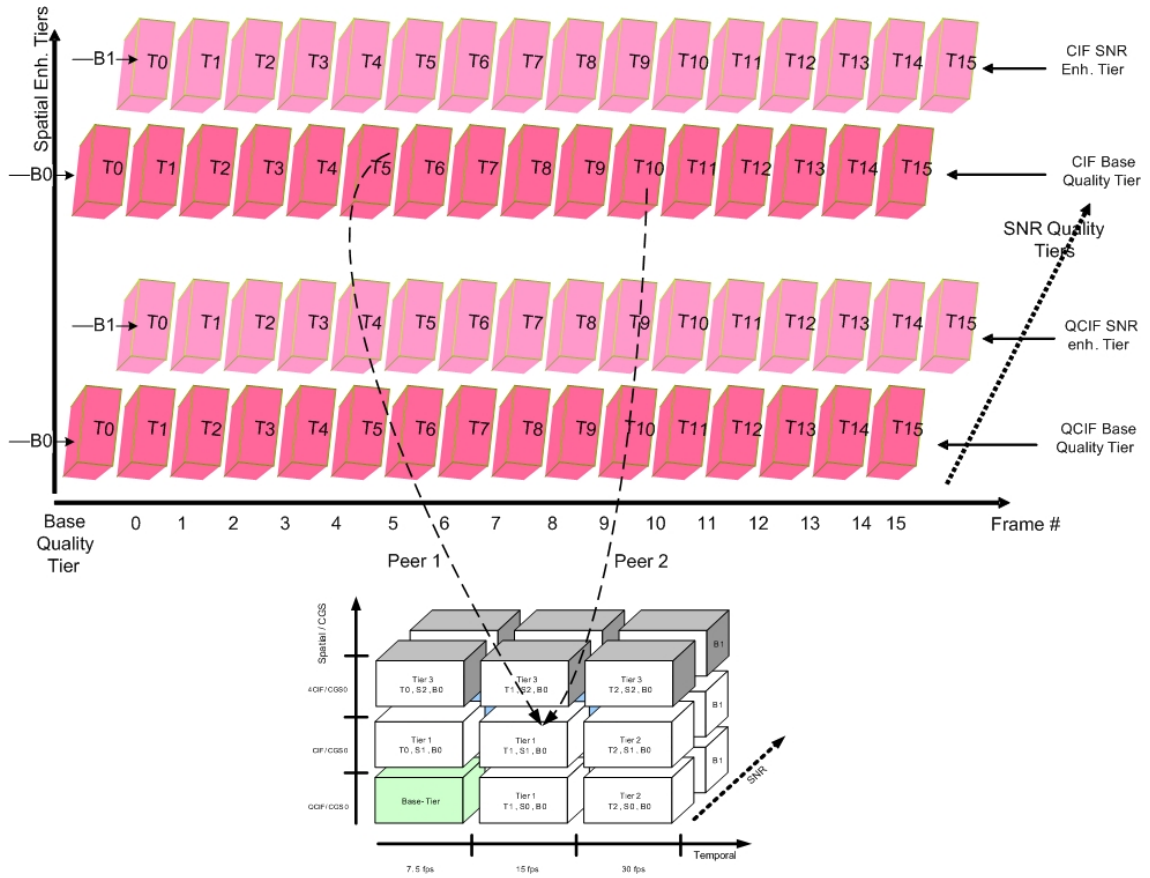 Spatial Enh. Tiers
B1 T0 T1 T2 T3 T4 T5 T6 T7 T8 T9 T10 T11 T12 T13 T14 T15
CIF SNR
Enh. Tier
B0 T0 T1 T2 T3 T4 T5 T6 T7 T8 T9 T10 T11 T12 T13 T14 T15
CIF Base
Quality Tier
SNR Quality
Tiers
B1 T0 T1 T2 T3 T4 T5 T6 T7 T8 T9 T10 T11 T12 T13 T14 T15
QCIF SNR
enh. Tier
B0 T0 T1 T2 T3 T4 T5 T6 T7 T8 T9 T10 T11 T12 T13 T14 T15
QCIF Base
Quality Tier
Base
Quality
Tier
0 1 2 3 4 5 6 7 8 9 10 11 12 13 14 15 Frame #
Peer 1 Peer 2
Spatial / CGS
B1
4CIF/CGS0
Tier 3
T0, S2, B0
Tier 3
T1, S2, B0
Tier 3
T2, S2, B0
B1
CIF/CGS0
Tier 1
T0, S1, B0
Tier 1
T1, S1, B0
Tier 2
T2, S1, B0
B1
QCIF/CGS0
Base-Tier
Tier 1
T1, S0, B0
Tier 2
T2, S0, B0
SNR
Temporal
7.5 fps 15 fps 30 fps